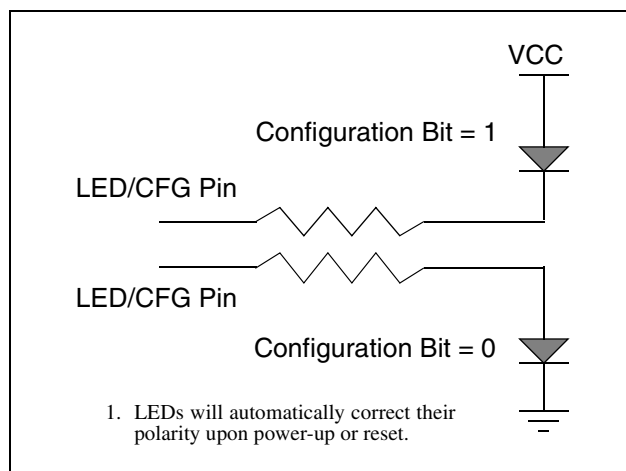 VCC
Configuration Bit = 1
LED/CFG Pin
LED/CFG Pin
Configuration Bit = 0
1. LEDs will automatically correct their
polarity upon power-up or reset.